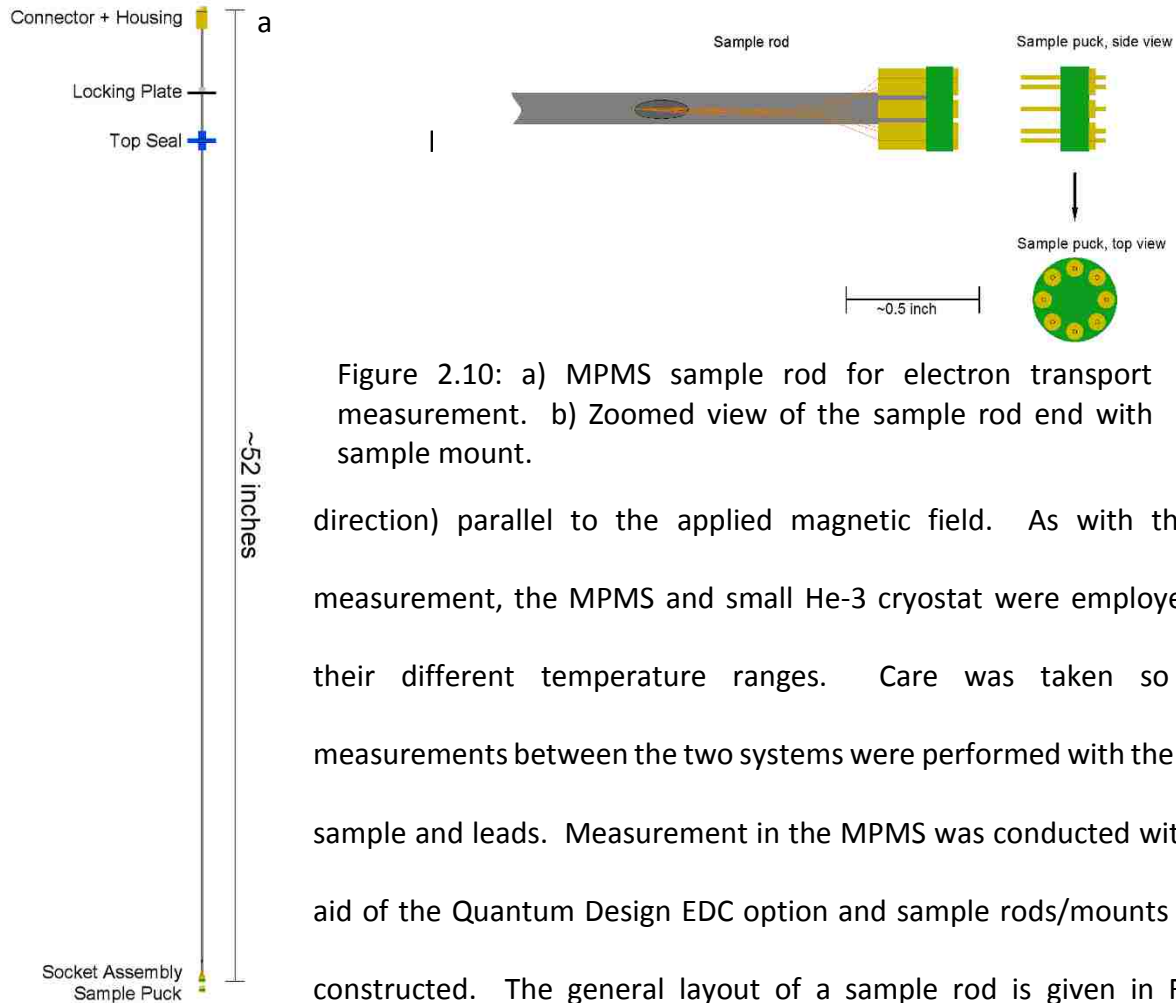 Connector + Housing
a
Locking Plate
Top Seal
~52 inches
Socket Assembly
Sample Puck
Sample rod
Sample puck, side view
Sample puck, top view
~0.5 inch
Figure 2.10: a) MPMS sample rod for electron transport
measurement. b) Zoomed view of the sample rod end with
sample mount.
direction) parallel to the applied magnetic field. As with th
measurement, the MPMS and small He-3 cryostat were employe
their different temperature ranges. Care was taken so
measurements between the two systems were performed with the
sample and leads. Measurement in the MPMS was conducted wit
aid of the Quantum Design EDC option and sample rods/mounts
constructed. The general layout of a sample rod is given in